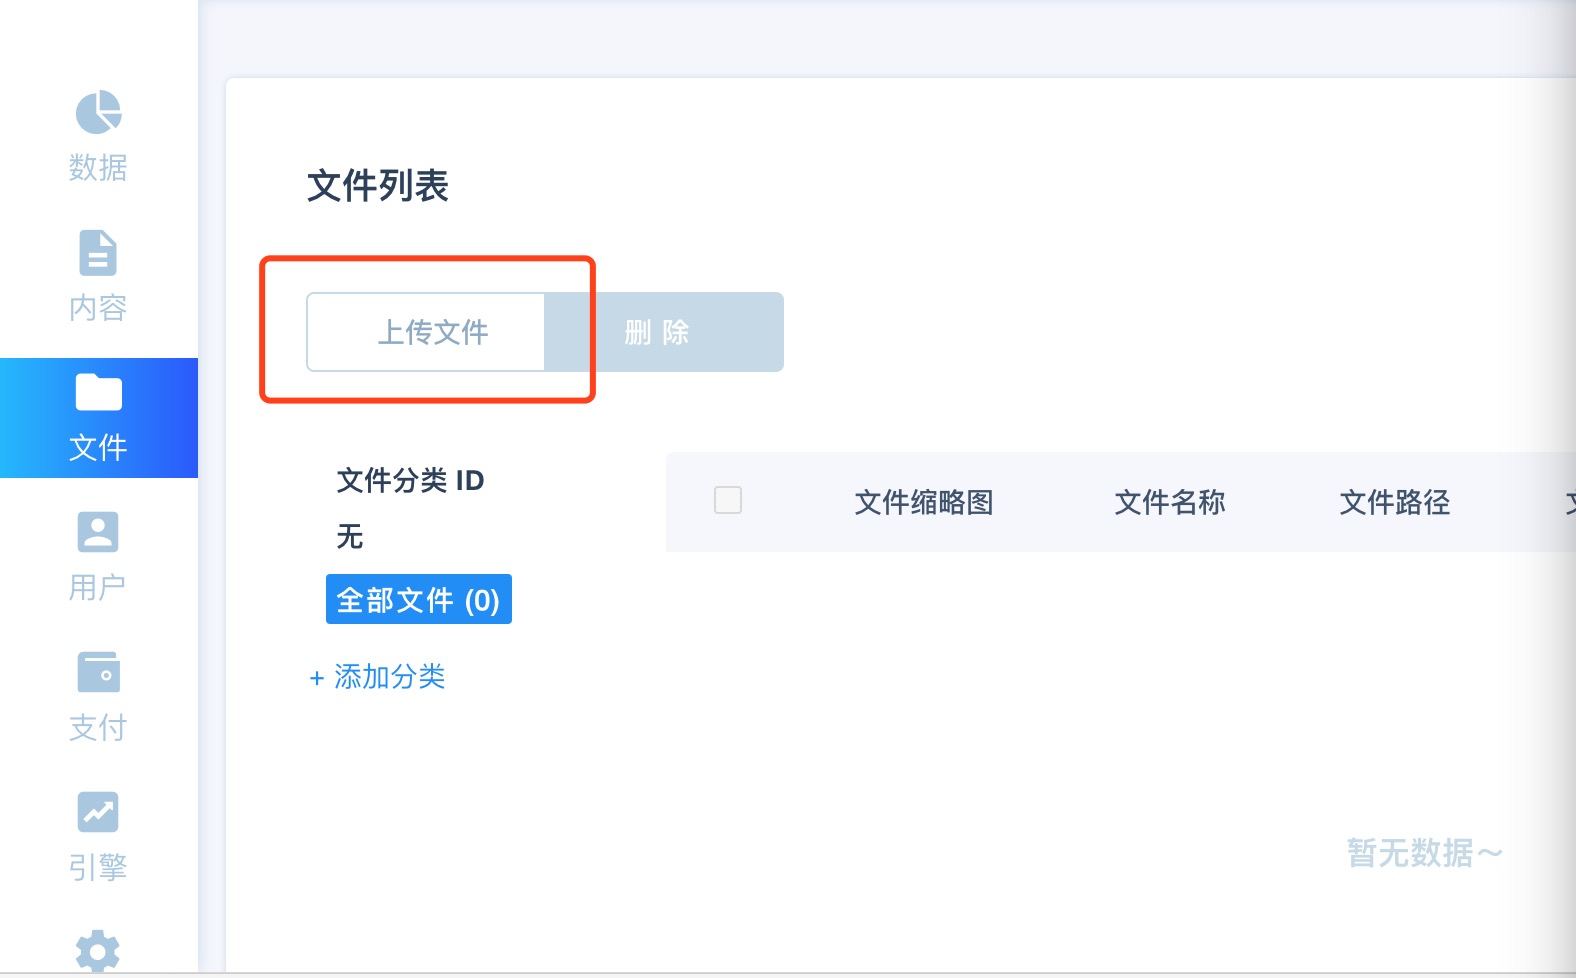 数据
内容
文件
用户
支付
引擎
文件列表
上传文件
删 除
文件分类 ID
无
全部文件 (0)
+ 添加分类
文件缩略图
文件名称
文件路径
暂无数据~